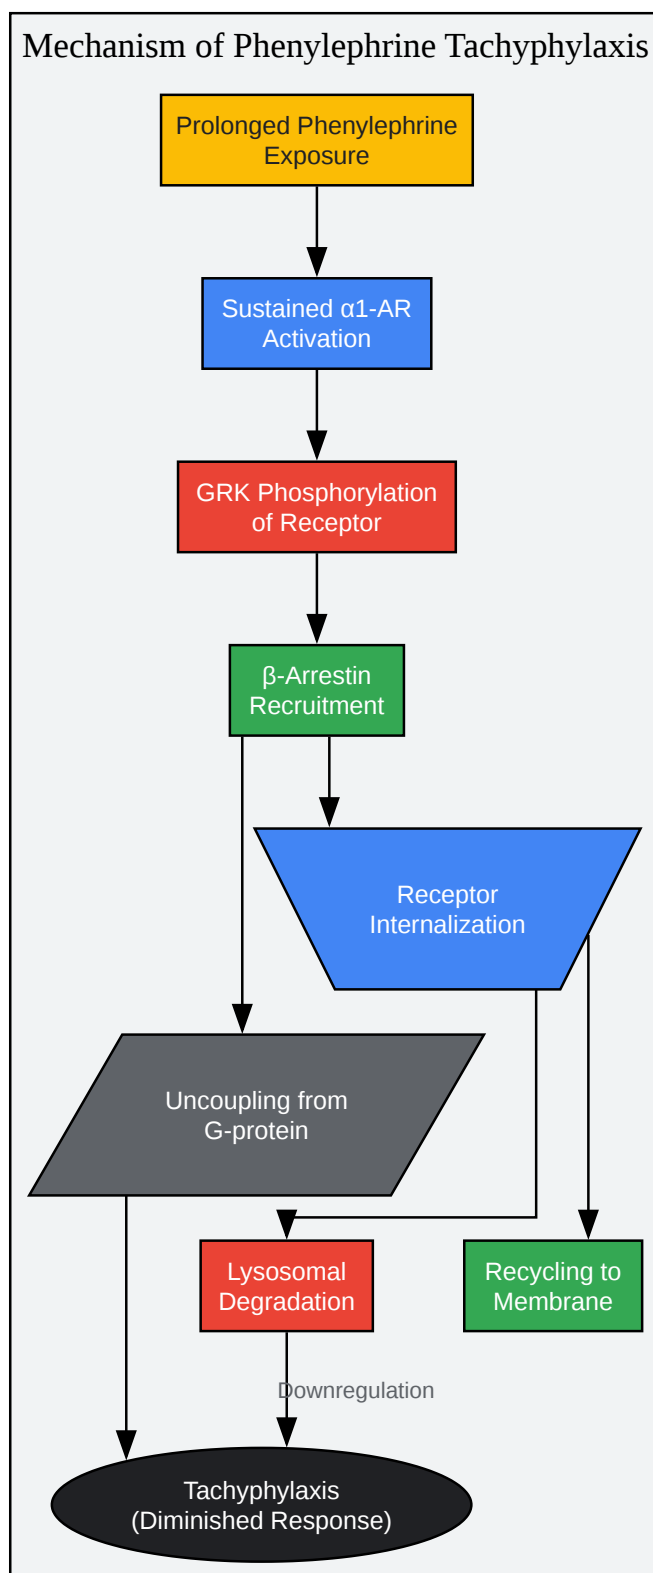 Mechanism of Phenylephrine Tachyphylaxis
Prolonged Phenylephrine
Exposure
Sustained α1-AR
Activation
GRK Phosphorylation
of Receptor
β-Arrestin
Recruitment
Receptor
Internalization
Uncoupling from
G-protein
Lysosomal
Degradation
Recycling to
Membrane
Downregulation
Tachyphylaxis
(Diminished Response)